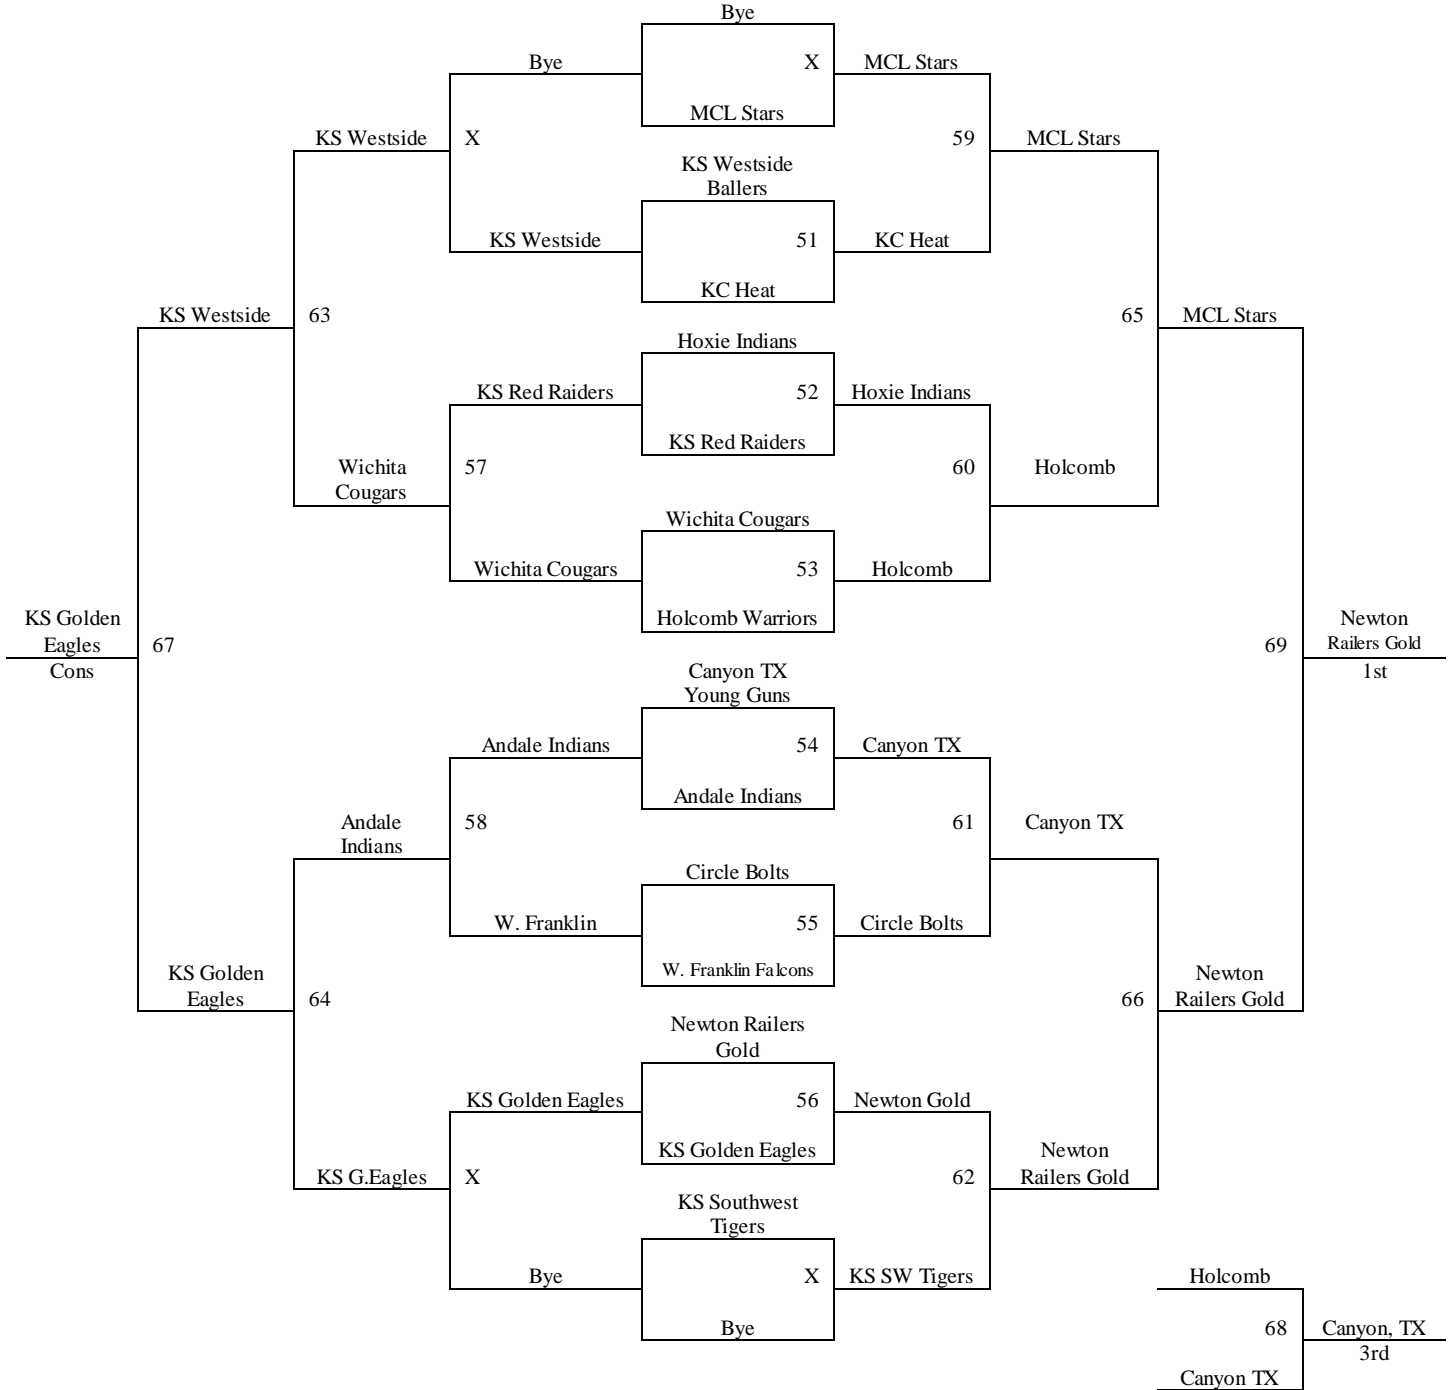 Bye
Bye
X
MCL Stars
MCL Stars
KS Westside
X
59
MCL Stars
KS Westside
Ballers
KS Westside
51
KC Heat
KC Heat
KS Westside
63
65
MCL Stars
Hoxie Indians
KS Red Raiders
52
Hoxie Indians
KS Red Raiders
Wichita
Cougars
57
60
Holcomb
Wichita Cougars
Wichita Cougars
53
Holcomb
Holcomb Warriors
KS Golden
Eagles
Cons
67
69
Newton
Railers Gold
1st
Canyon TX
Young Guns
Andale Indians
54
Canyon TX
Andale Indians
Andale
Indians
58
61
Canyon TX
Circle Bolts
W. Franklin
55
Circle Bolts
W. Franklin Falcons
KS Golden
Eagles
64
66
Newton
Railers Gold
Newton Railers
Gold
KS Golden Eagles
56
Newton Gold
KS Golden Eagles
KS G.Eagles
X
62
Newton
Railers Gold
KS Southwest
Tigers
Bye
X
KS SW Tigers
Bye
Holcomb
68
Canyon, TX
3rd
Canyon TX